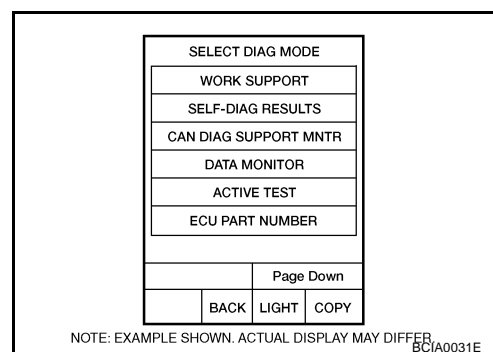 SELECT DIAG MODE
WORK SUPPORT
SELF-DIAG RESULTS
CAN DIAG SUPPORT MNTR
DATA MONITOR
ACTIVE TEST
ECU PART NUMBER
Page Down
BACK LIGHT COPY
NOTE: EXAMPLE SHOWN. ACTUAL DISPLAY MAY DIFFER.
BCIA0031E